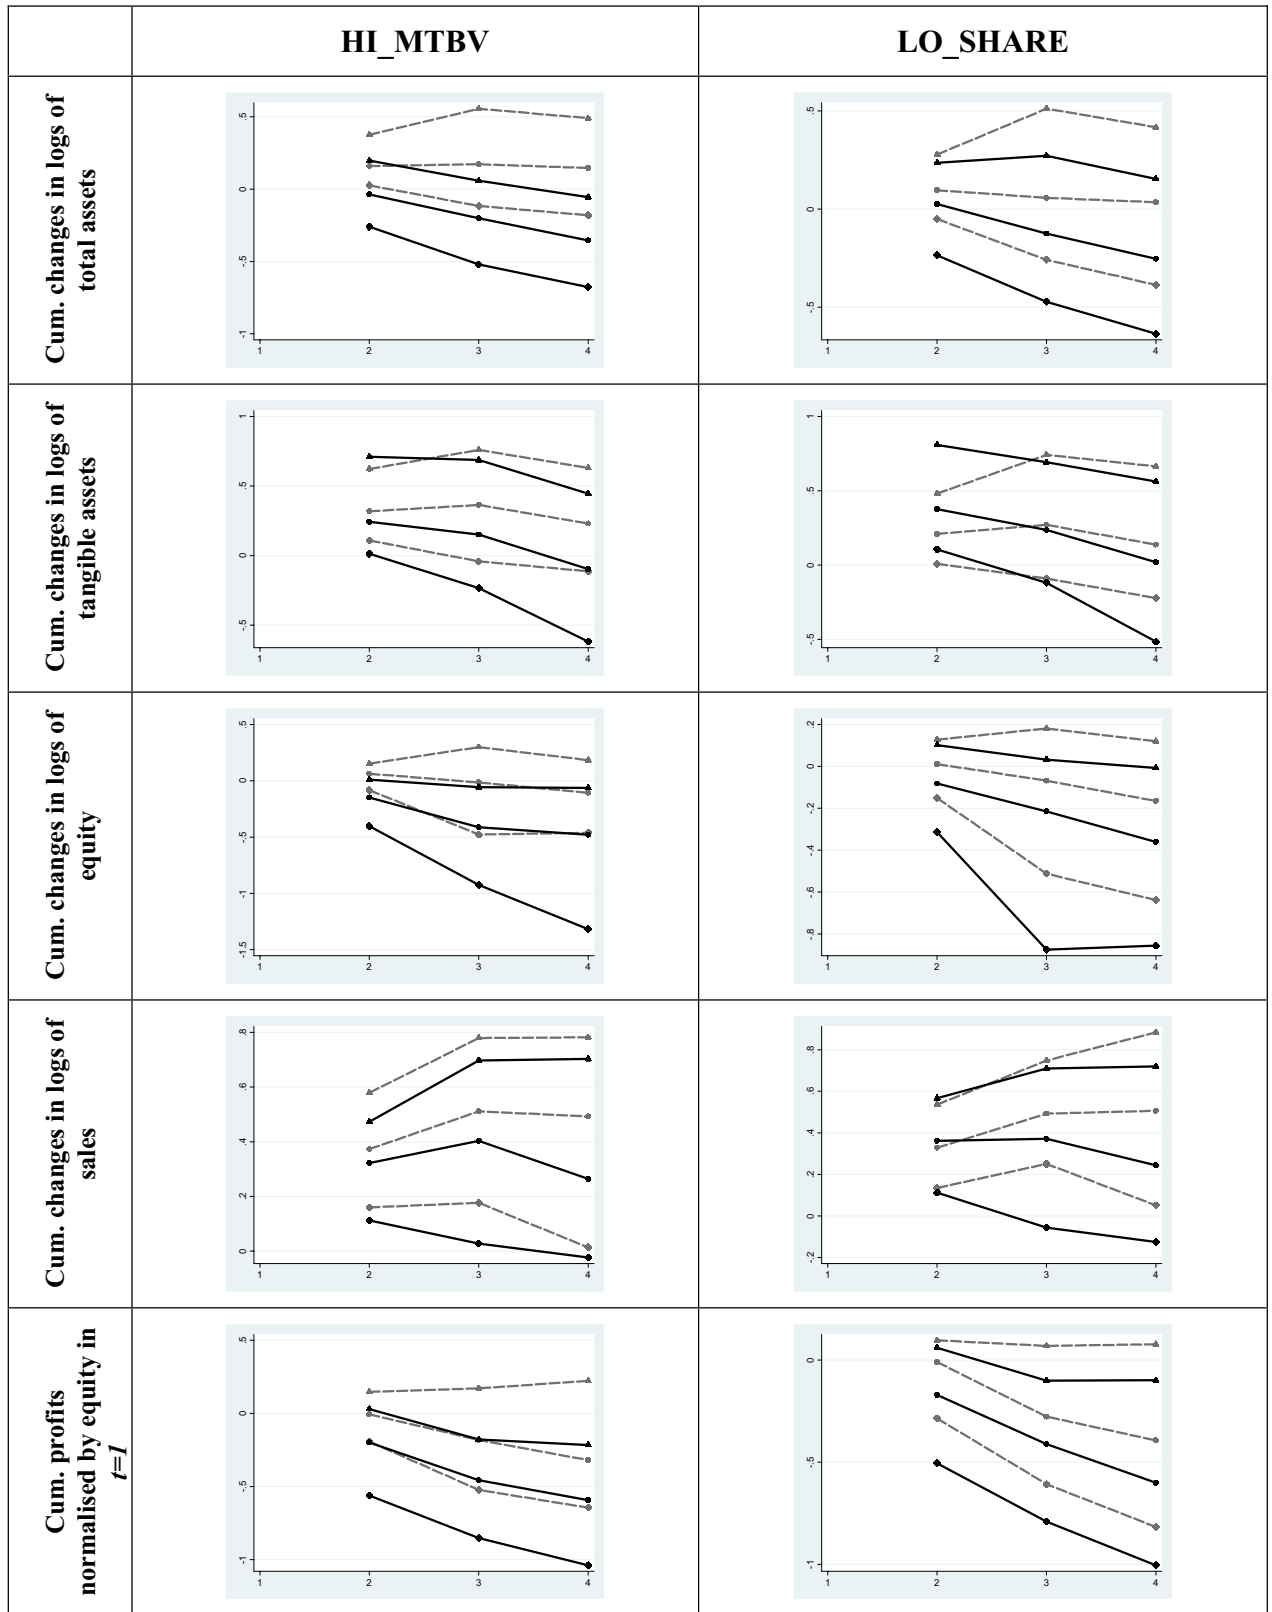 HI_MTBV LO_SHARE
Cum. changes in logs of
total assets
.5
0
-.5
-1
1 2 3 4
.5
0
-.5
1 2 3 4
Cum. changes in logs of
tangible assets
1
.5
0
-.5
1 2 3 4
1
.5
0
-.5
1 2 3 4
Cum. changes in logs of
equity
.5
0
-.5
-1
-1.5
1 2 3 4
.2
0
-.2
-.4
-.6
-.8
1 2 3 4
Cum. changes in logs of
sales
.8
.6
.4
.2
0
1 2 3 4
.8
.6
.4
.2
0
-.2
1 2 3 4
Cum. profits
normalised by equity in
t=1
.5
0
-.5
-1
1 2 3 4
0
-.5
-1
1 2 3 4